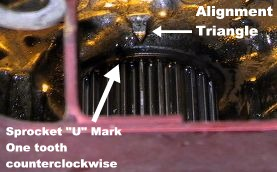 Alignment
Triangle
Sprocket "U" Mark
One tooth
counterclockwise